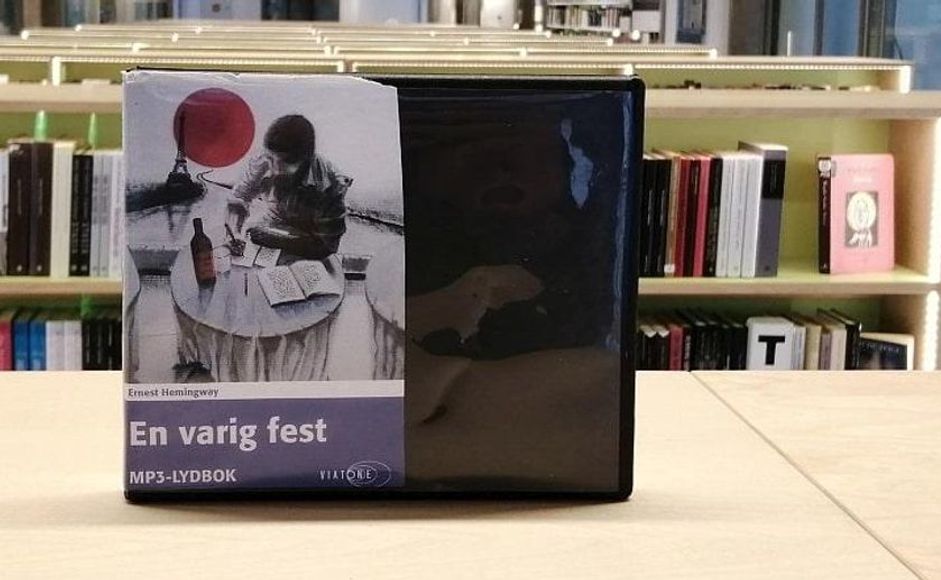 Ernest Hemingway
En varig fest
MP3-LYDBOK
VIATONE
T